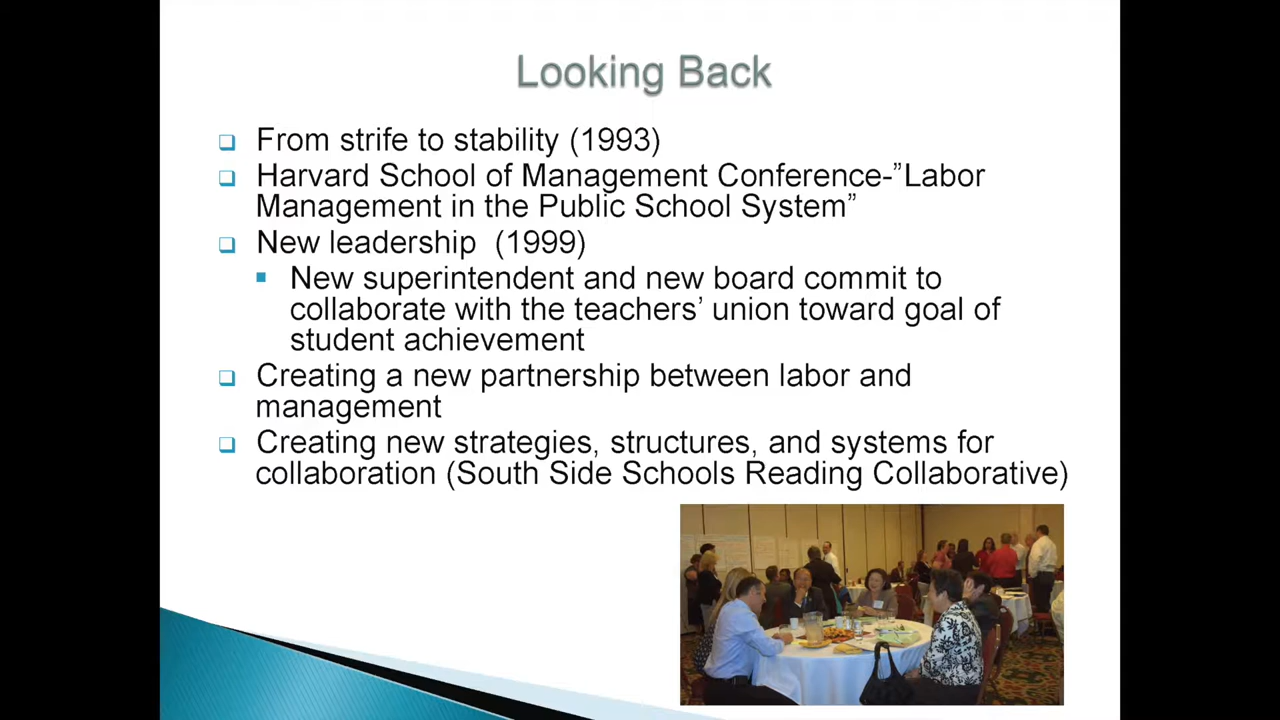 Looking Back
From strife to stability (1993)
Harvard School of Management Conference-”Labor
Management in the Public School System”
New leadership  (1999)
New superintendent and new board commit to
collaborate with the teachers’ union toward goal of
student achievement
Creating a new partnership between labor and
management
Creating new strategies, structures, and systems for
collaboration (South Side Schools Reading Collaborative)